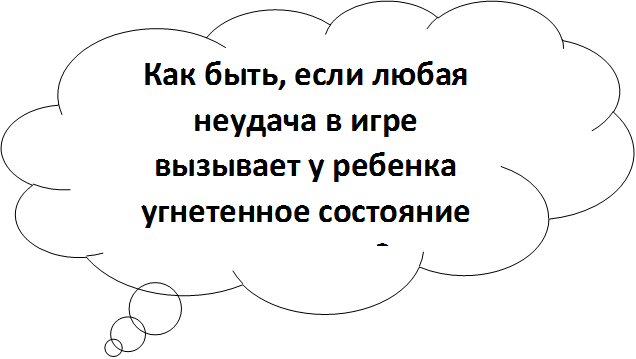 Как быть, если любая
неудача в игре
вызывает у ребенка
угнетенное состояние